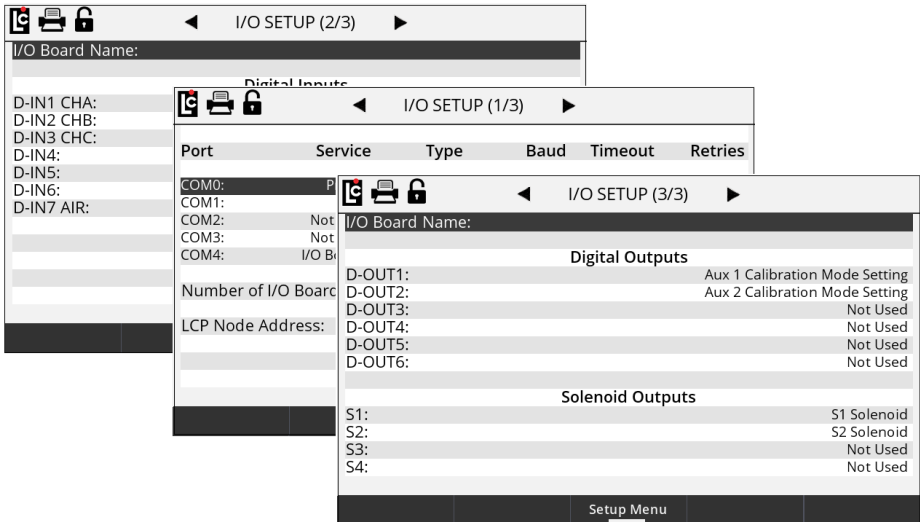 I/O SETUP (2/3)
I/O Board Name:
Digital Inputs
D-IN1 CHA:
D-IN2 CHB:
D-IN3 CHC:
D-IN4:
D-IN5:
D-IN6:
D-IN7 AIR:
I/O SETUP (1/3)
Port Service Type Baud Timeout Retries
COM0: P
COM1:
COM2: Not
COM3: Not
COM4: I/O B
Number of I/O Board
LCP Node Address:
I/O SETUP (3/3)
I/O Board Name:
Digital Outputs
D-OUT1: Aux 1 Calibration Mode Setting
D-OUT2: Aux 2 Calibration Mode Setting
D-OUT3: Not Used
D-OUT4: Not Used
D-OUT5: Not Used
D-OUT6: Not Used
Solenoid Outputs
S1: S1 Solenoid
S2: S2 Solenoid
S3: Not Used
S4: Not Used
Setup Menu